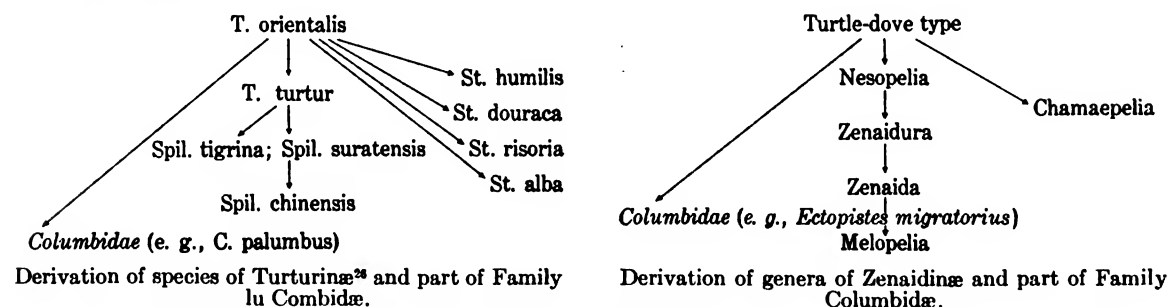 T. orientalis
St. humilis
T. turtur
St. douraca
Spil. tigrina; Spil. suratensis
St. risoria
St. alba
Spil. chinensis
Columbidae (e. g., C. palumbus)
Derivation of species of Turturinæ²⁶ and part of Family
lu Combidæ.
Turtle-dove type
Nesopelia
Chamaepelia
Zenaidura
Zenaida
Columbidae (e. g., Ectopistes migratorius)
Melopelia
Derivation of genera of Zenaidinæ and part of Family
Columbidæ.